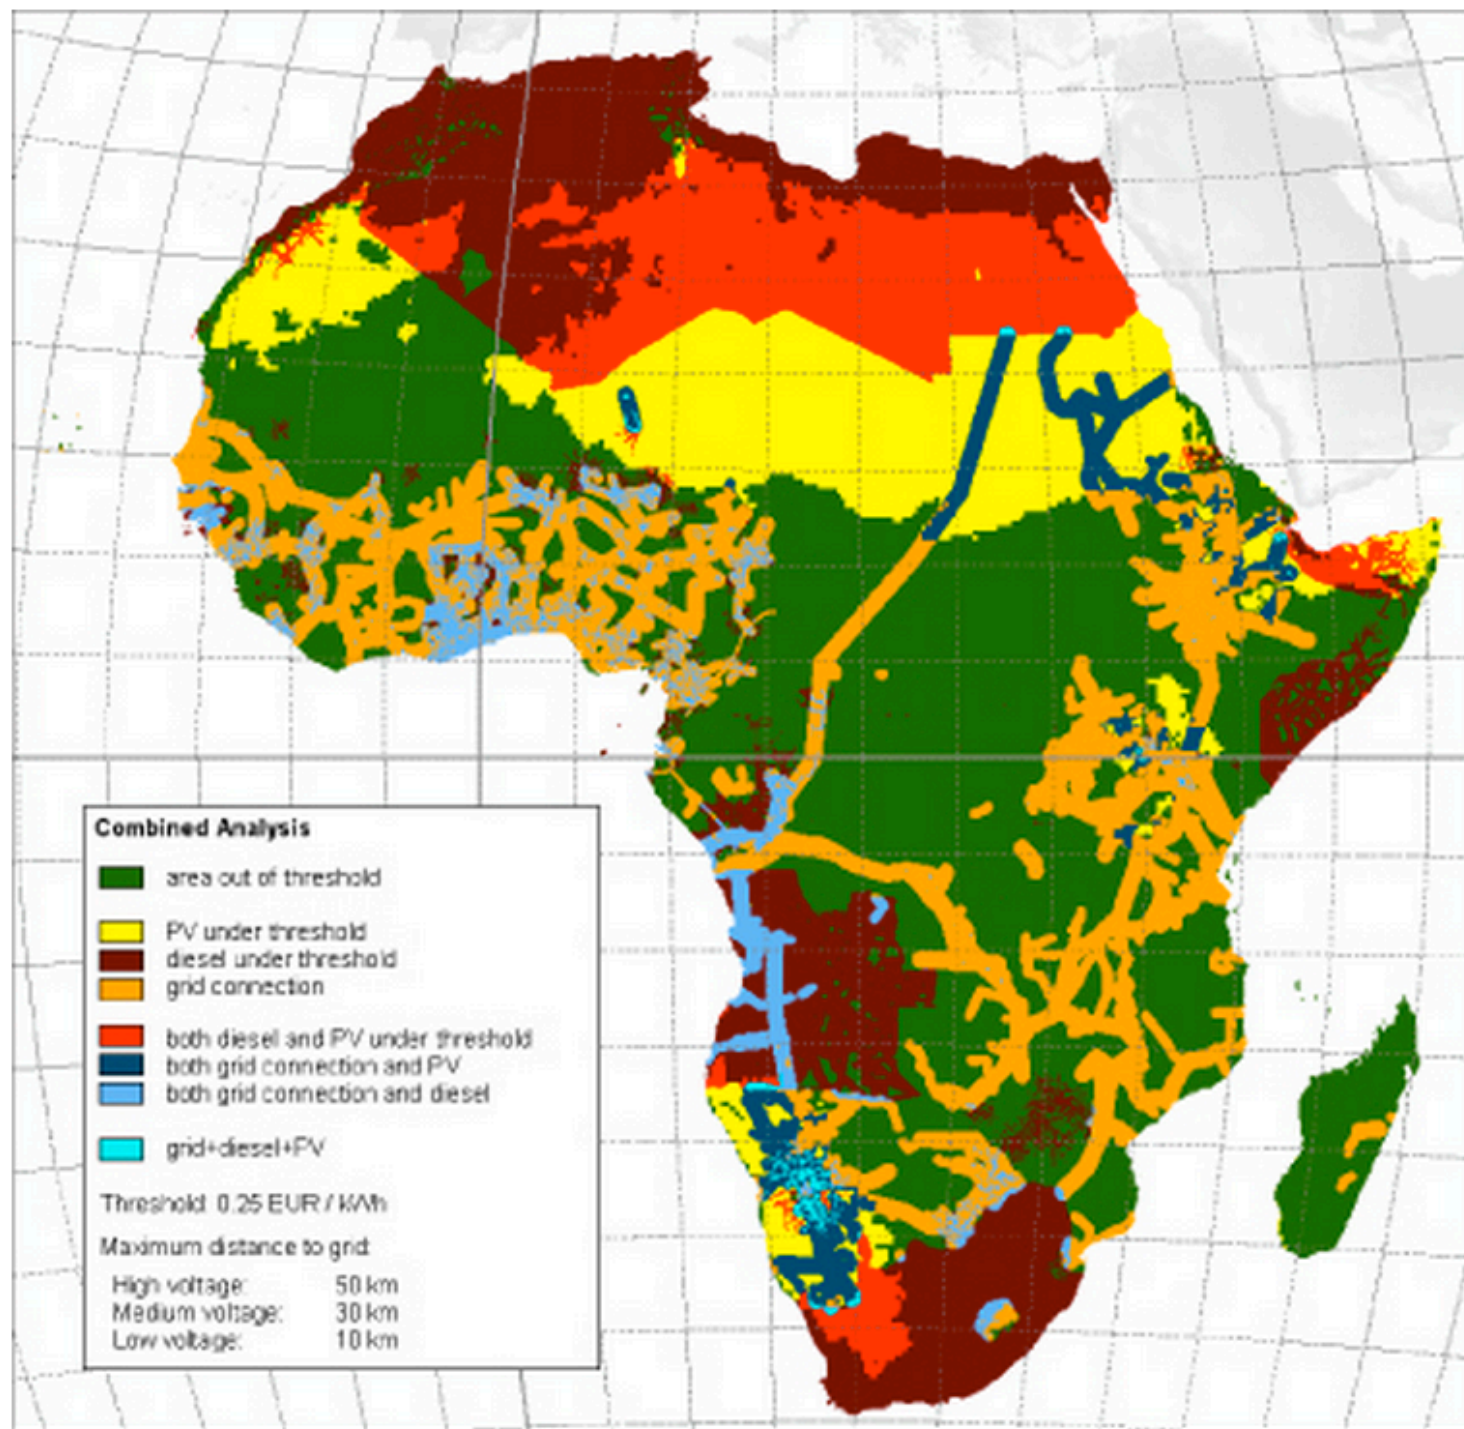 Combined Analysis
area out of threshold
PV under threshold
diesel under threshold
grid connection
both diesel and PV under threshold
both grid connection and PV
both grid connection and diesel
grid+diesel+PV
Threshold: 0.25 EUR / kWh
Maximum distance to grid:
High voltage: 50 km
Medium voltage: 30 km
Low voltage: 10 km